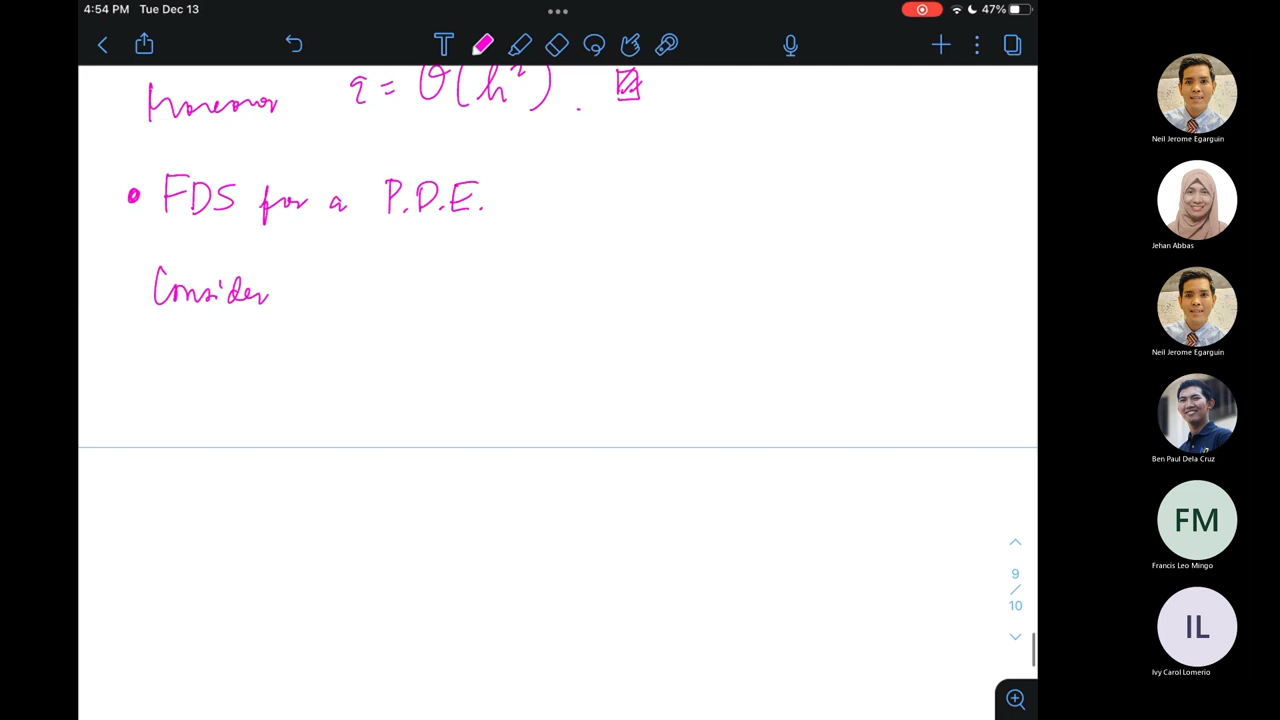 4:54 PM Tue Dec 13
47%
T
Moreover q = O(h²). 
• FDS for a P.D.E.
Consider
9
/
10
Neil Jerome Egarguin
Jehan Abbas
Neil Jerome Egarguin
Ben Paul Dela Cruz
FM
Francis Leo Mingo
IL
Ivy Carol Lomerio